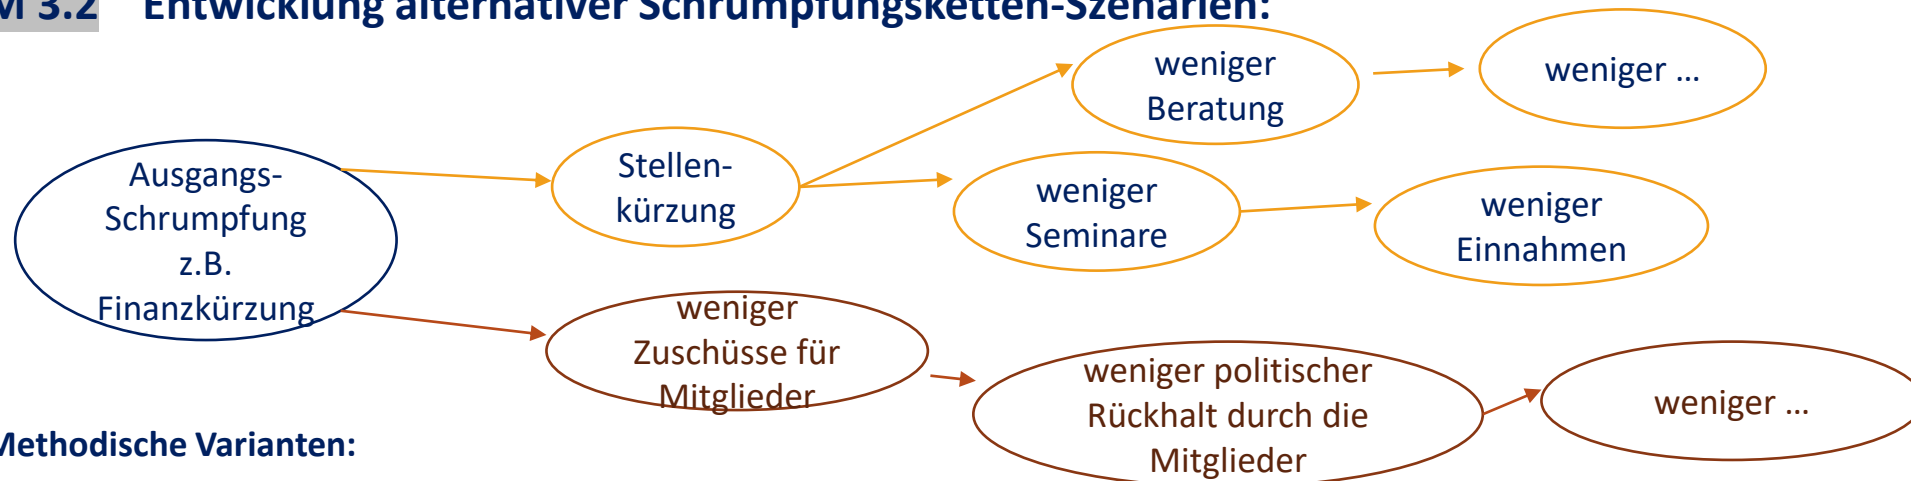 M 3.2 Entwicklung alternativer Schrumpfungsketten-Szenarien:
weniger
Beratung
weniger ...
Ausgangs-
Schrumpfung
z.B.
Finanzkürzung
Stellen-
kürzung
weniger
Seminare
weniger
Einnahmen
weniger
Zuschüsse für
Mitglieder
weniger politischer
Rückhalt durch die
Mitglieder
weniger ...
Methodische Varianten: